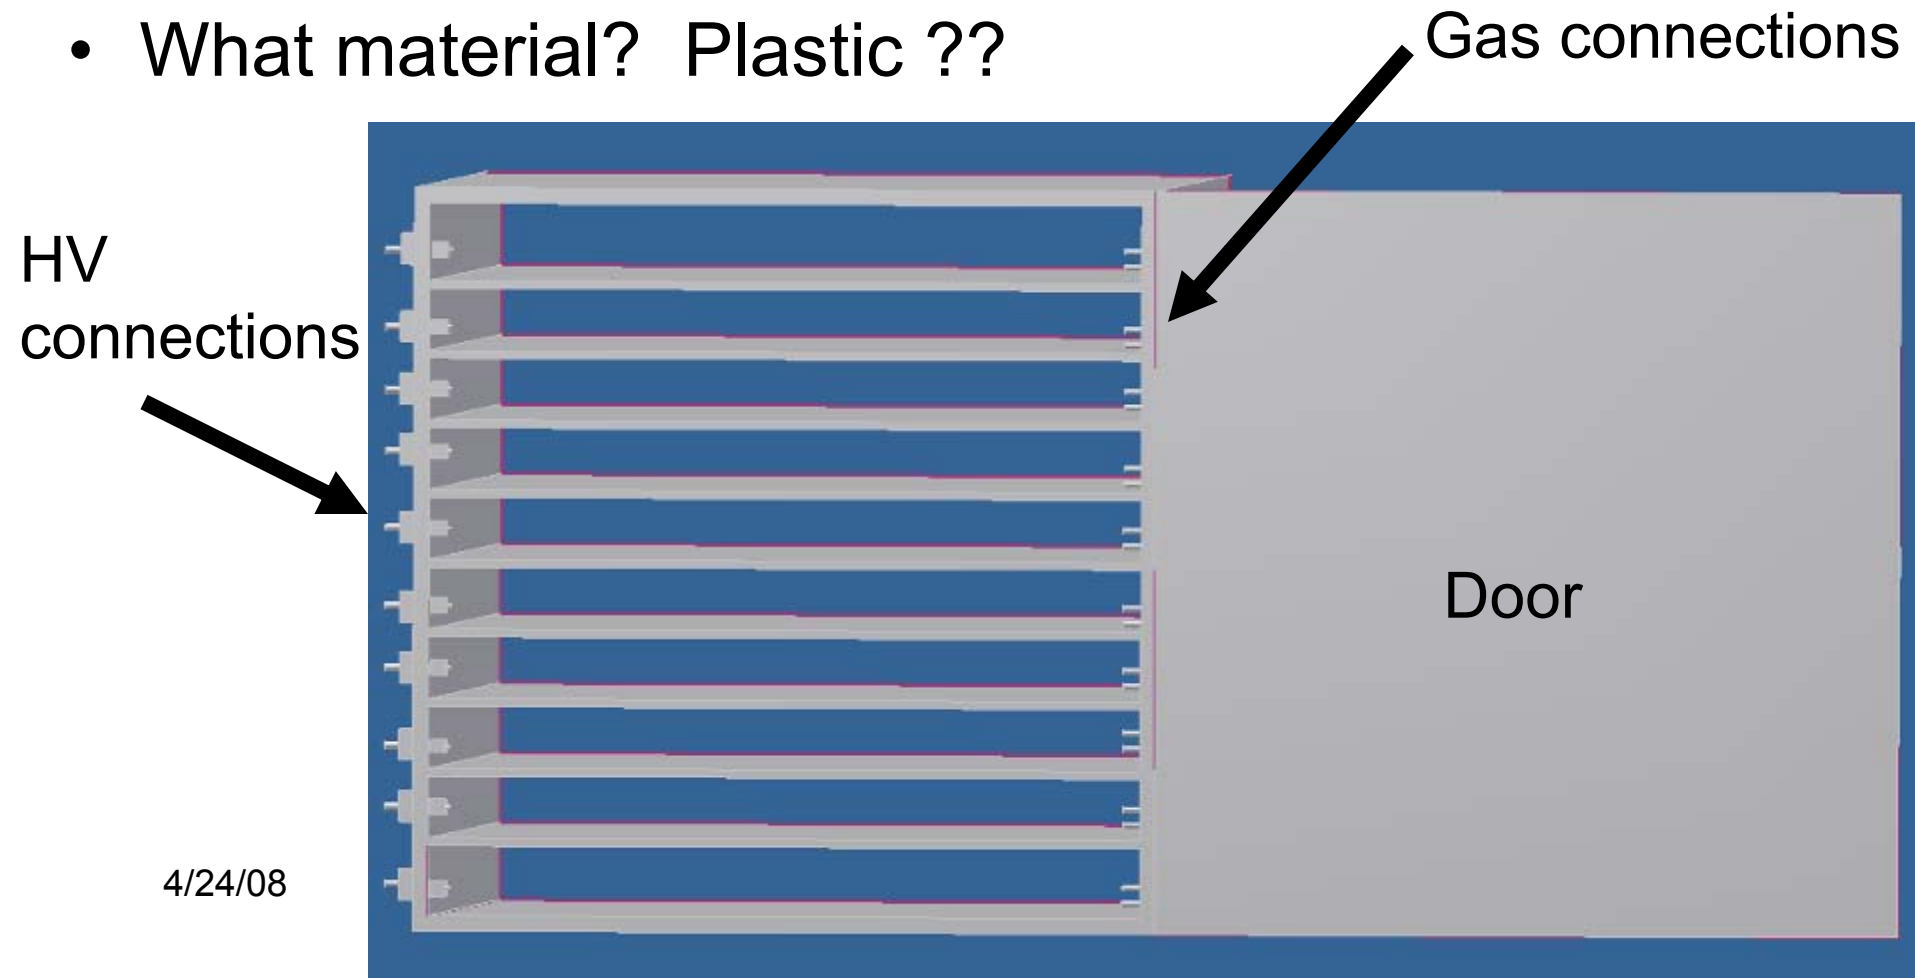 • What material? Plastic ??
Gas connections
HV
connections
Door
4/24/08